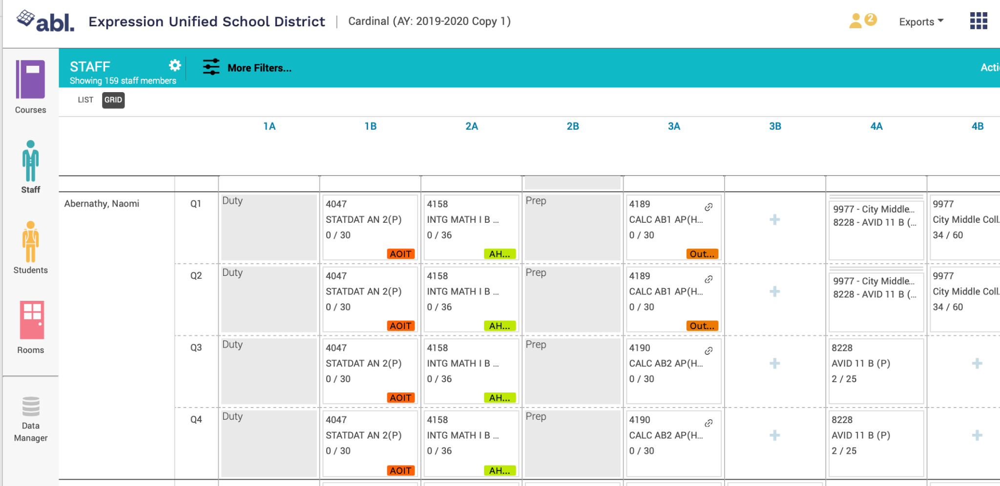 abl. Expression Unified School District | Cardinal (AY: 2019-2020 Copy 1) 2 Exports
STAFF More Filters... Acti
Showing 159 staff members
LIST GRID
Courses
Staff
Students
Rooms
Data
Manager
1A 1B 2A 2B 3A 3B 4A 4B
Abernathy, Naomi
Q1
Duty
4047
STATDAT AN 2(P)
0 / 30
AOIT
4158
INTG MATH I B ...
0 / 36
AH...
Prep
4189
CALC AB1 AP(H...
0 / 30
Out...
+
9977 - City Middle...
8228 - AVID 11 B (...
9977
City Middle Coll.
34 / 60
Q2
Duty
4047
STATDAT AN 2(P)
0 / 30
AOIT
4158
INTG MATH I B ...
0 / 36
AH...
Prep
4189
CALC AB1 AP(H...
0 / 30
Out...
+
9977 - City Middle...
8228 - AVID 11 B (...
9977
City Middle Coll.
34 / 60
Q3
Duty
4047
STATDAT AN 2(P)
0 / 30
AOIT
4158
INTG MATH I B ...
0 / 36
AH...
Prep
4190
CALC AB2 AP(H...
0 / 30
+
8228
AVID 11 B (P)
2 / 25
+
Q4
Duty
4047
STATDAT AN 2(P)
0 / 30
AOIT
4158
INTG MATH I B ...
0 / 36
AH...
Prep
4190
CALC AB2 AP(H...
0 / 30
+
8228
AVID 11 B (P)
2 / 25
+